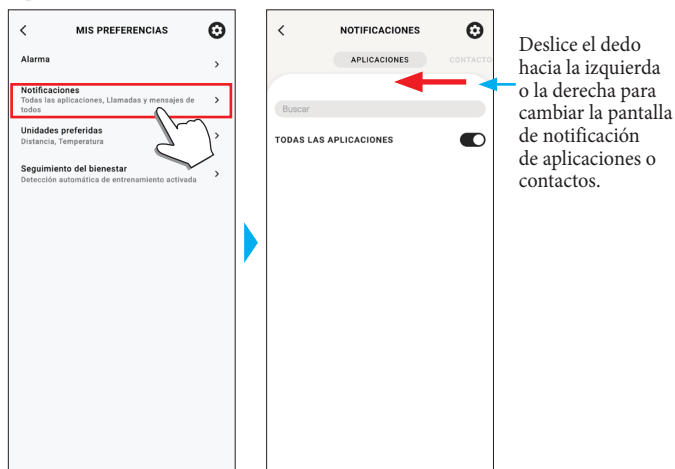 MIS PREFERENCIAS
Alarma
Notificaciones
Todas las aplicaciones, Llamadas y mensajes de
todos
Unidades preferidas
Distancia, Temperatura
Seguimiento del bienestar
Detección automática de entrenamiento activada
NOTIFICACIONES
APLICACIONES
CONTACTO
Buscar
TODAS LAS APLICACIONES
Deslice el dedo
hacia la izquierda
o la derecha para
cambiar la pantalla
de notificación
de aplicaciones o
contactos.